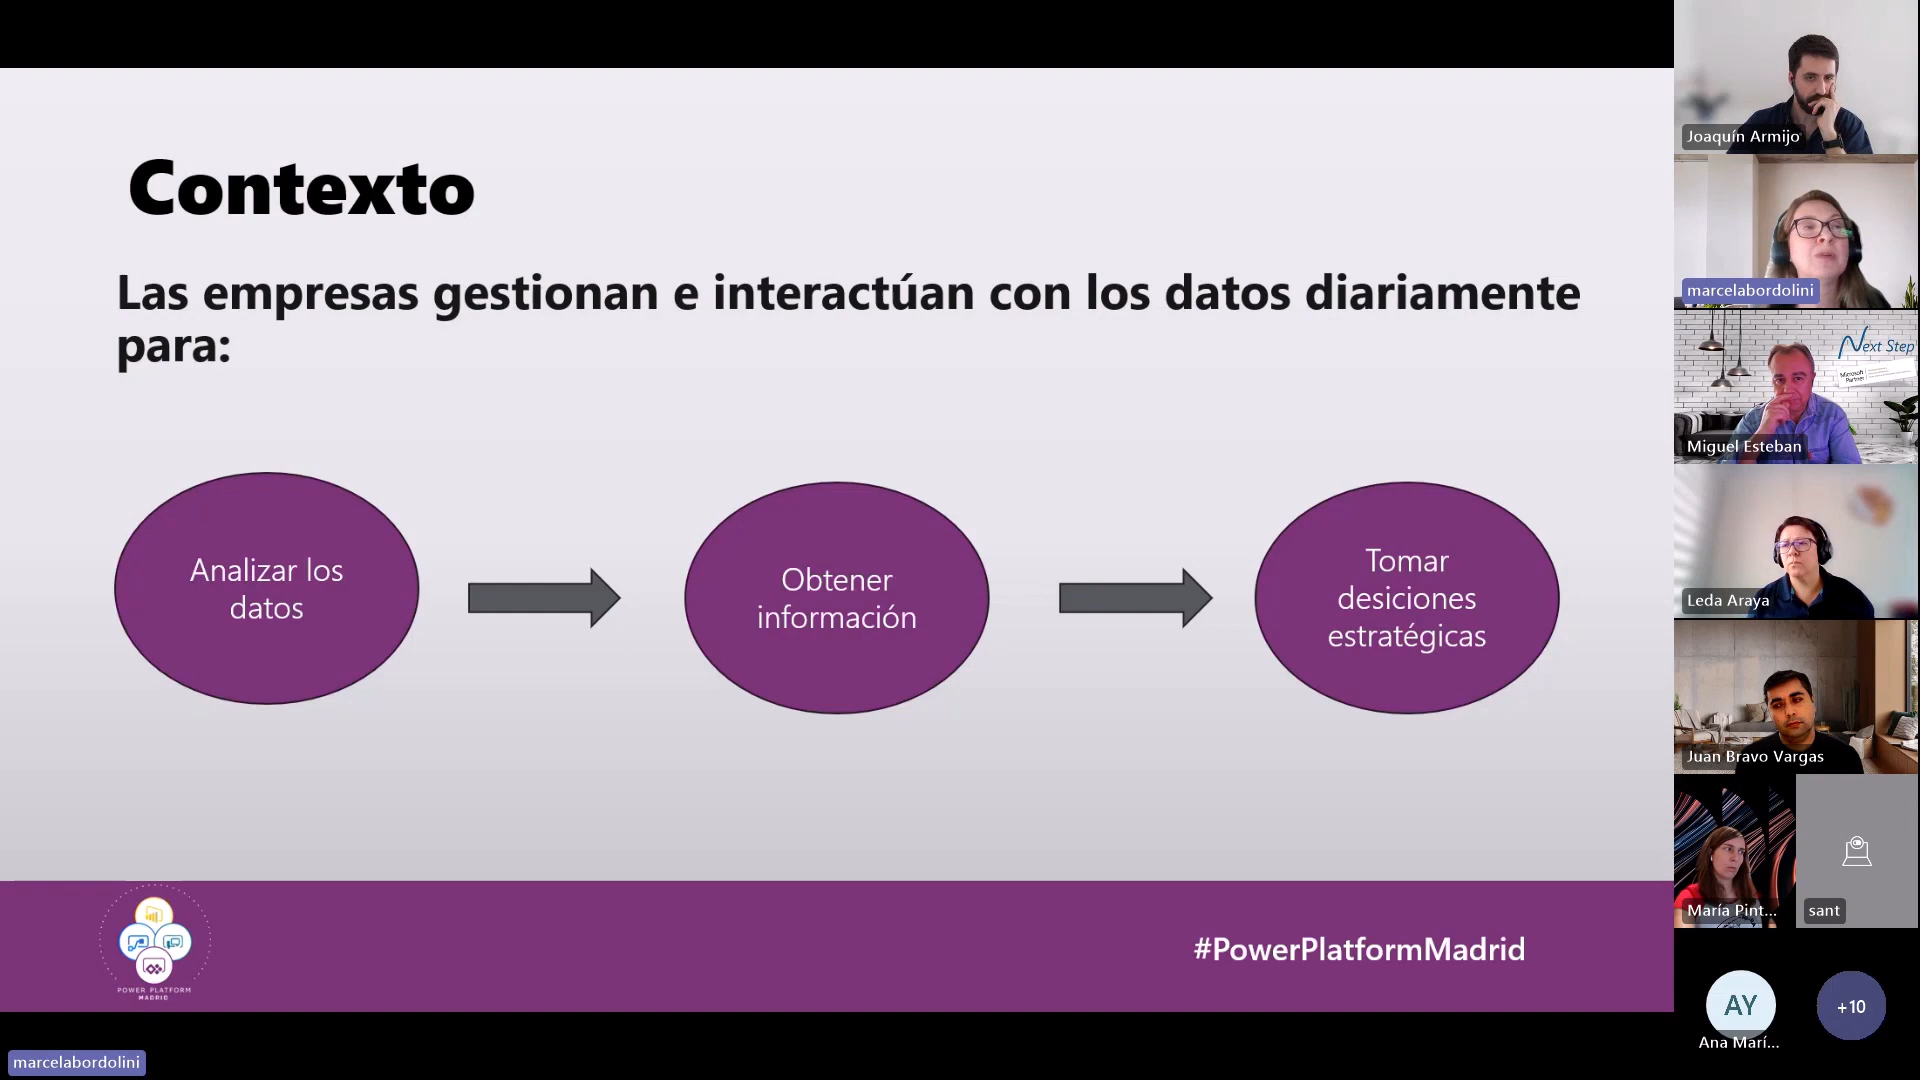 Contexto
Las empresas gestionan e interactúan con los datos diariamente
para:
Analizar los
datos
Obtener
información
Tomar
desiciones
estratégicas
POWER PLATFORM
MADRID
#PowerPlatformMadrid
marcelabordolini
Joaquín Armijo
marcelabordolini
Next Step
Microsoft
Partner
Miguel Esteban
Leda Araya
Juan Bravo Vargas
María Pint...
sant
AY
Ana Marí...
+10